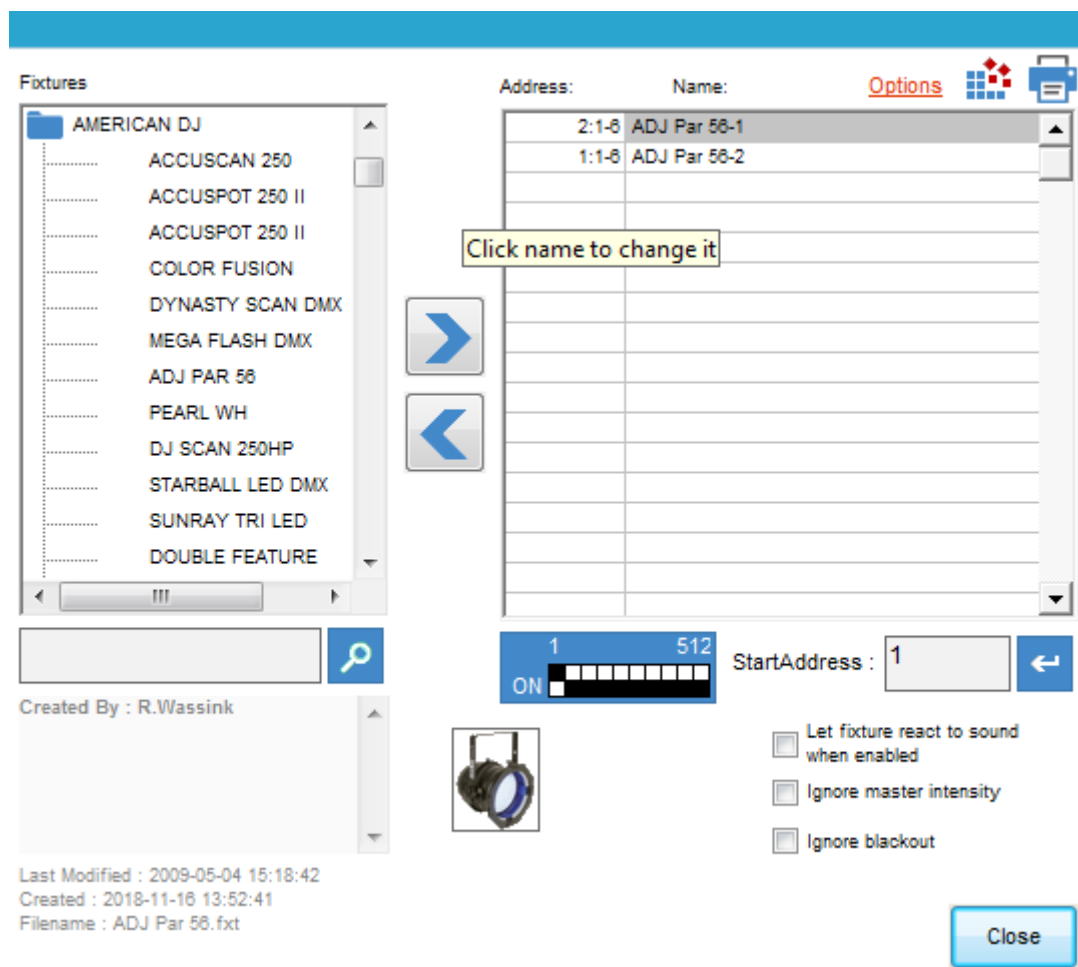 Fixtures
Address: Name: Options
AMERICAN DJ
ACCUSCAN 250
ACCUSPOT 250 II
ACCUSPOT 250 II
COLOR FUSION
DYNASTY SCAN DMX
MEGA FLASH DMX
ADJ PAR 56
PEARL WH
DJ SCAN 250HP
STARBALL LED DMX
SUNRAY TRI LED
DOUBLE FEATURE
2:1-6 ADJ Par 56-1
1:1-6 ADJ Par 56-2
Click name to change it
1 512
ON
StartAddress : 1
Created By : R.Wassink
Let fixture react to sound
when enabled
Ignore master intensity
Ignore blackout
Last Modified : 2009-05-04 15:18:42
Created : 2018-11-16 13:52:41
Filename : ADJ Par 56.fxt
Close